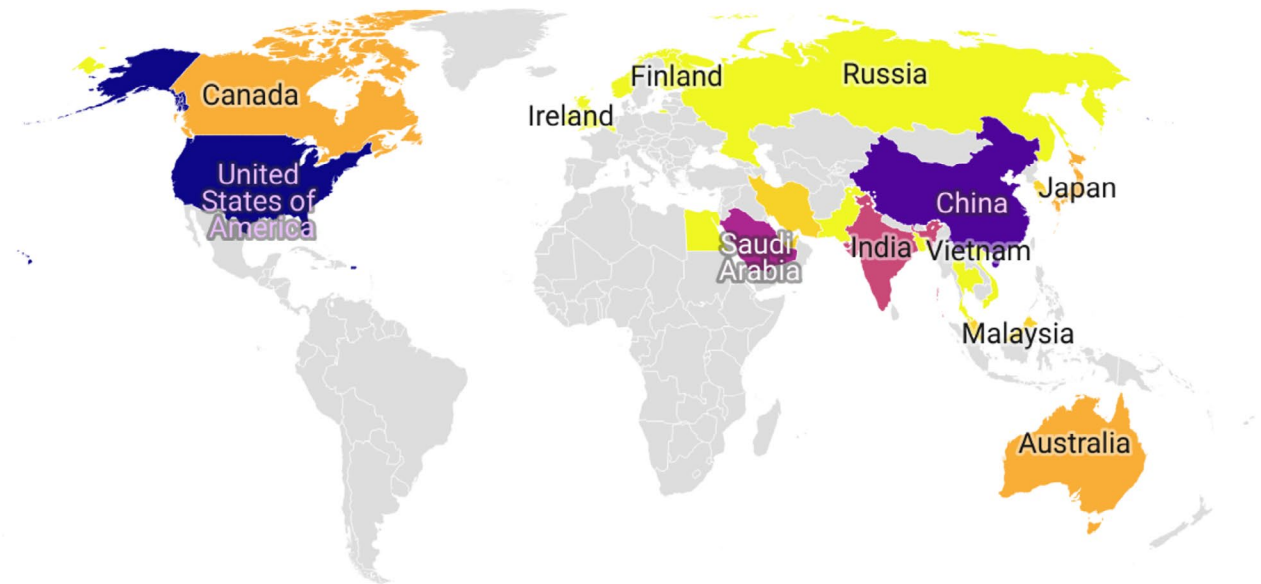 Finland
Russia
Canada
Ireland
United
States of
America
Japan
China
Saudi
Arabia
India
Vietnam
Malaysia
Australia